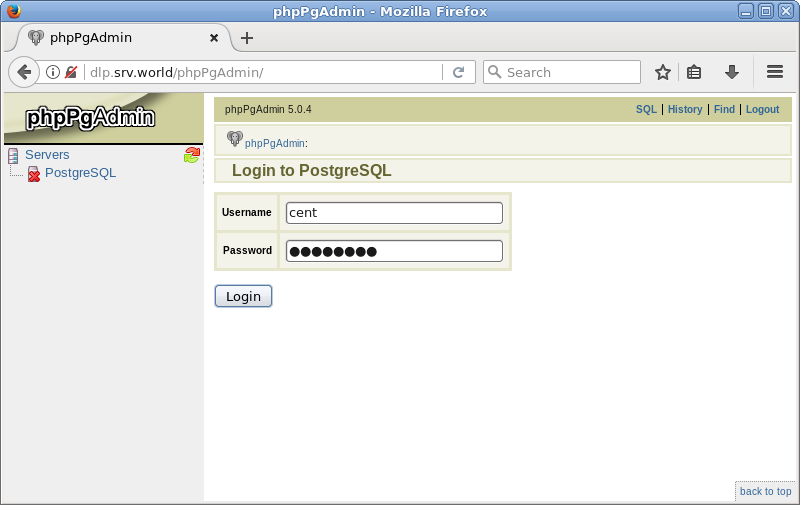 phpPgAdmin - Mozilla Firefox
phpPgAdmin
dlp.srv.world/phpPgAdmin/
Search
phpPgAdmin
Servers
PostgreSQL
phpPgAdmin 5.0.4
SQL | History | Find | Logout
phpPgAdmin:
Login to PostgreSQL
Username
cent
Password
●●●●●●●●
Login
back to top